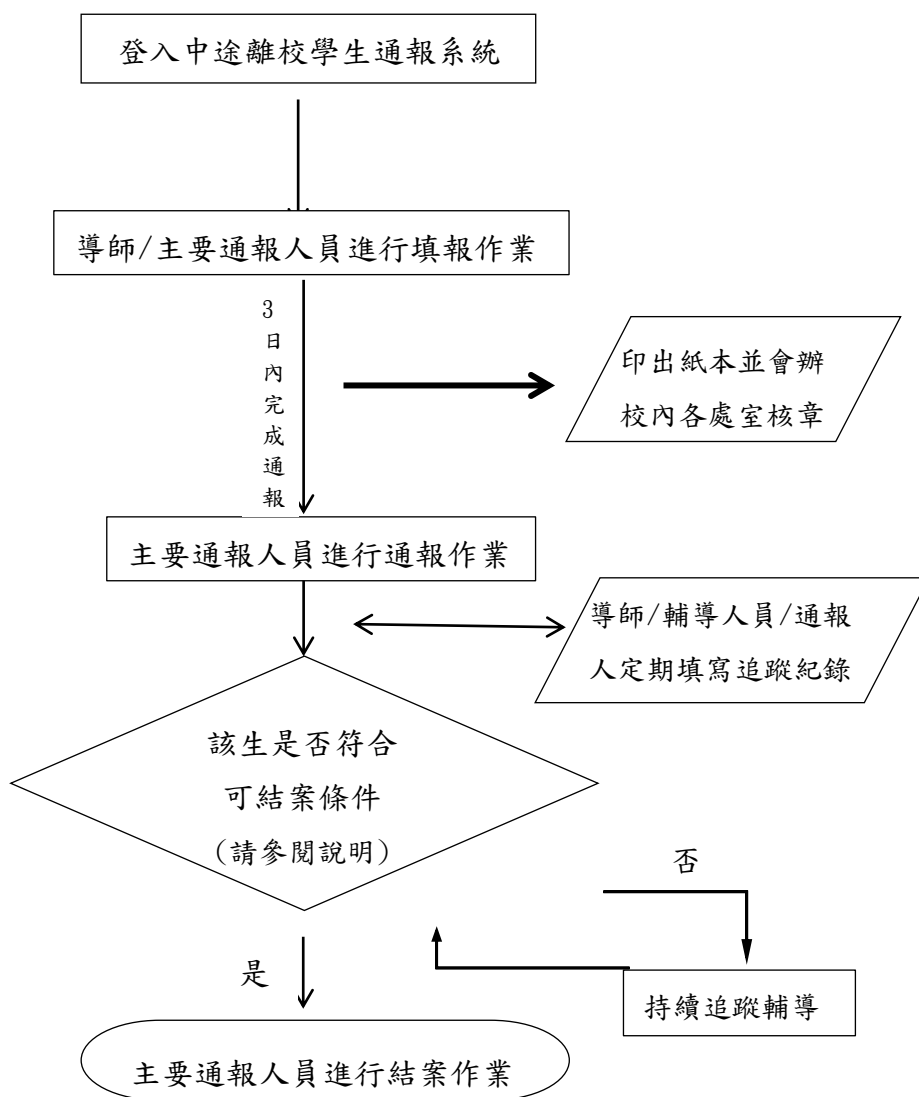 登入中途離校學生通報系統
導師/主要通報人員進行填報作業
3日內完成通報
印出紙本並會辦
校內各處室核章
主要通報人員進行通報作業
導師/輔導人員/通報
人定期填寫追蹤紀錄
該生是否符合
可結案條件
(請參閱說明)
否
是
持續追蹤輔導
主要通報人員進行結案作業